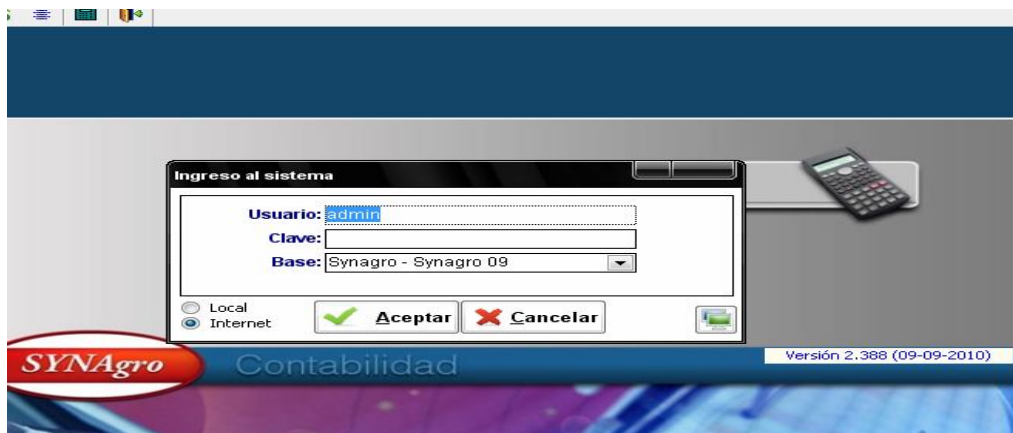 Ingreso al sistema
Usuario: admin
Clave:
Base: Synagro - Synagro 09
Local
Internet
Aceptar
Cancelar
SYNAgro
Contabilidad
Versión 2.388 (09-09-2010)